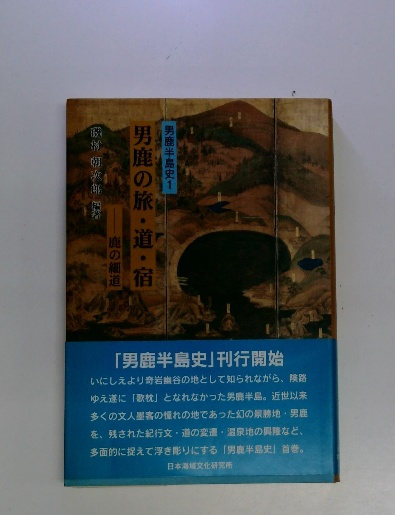 男鹿半島史1
男鹿の旅・道・宿
――鹿の細道
磯村 朝次郎 編著
「男鹿半島史」刊行開始
いにしえより奇岩幽谷の地として知られながら、険路
ゆえ遂に「歌枕」となれなかった男鹿半島。近世以来
多くの文人墨客の憧れの地であった幻の景勝地・男鹿
を、残された紀行文・道の変遷・温泉地の興隆など、
多面的に捉えて浮き彫りにする「男鹿半島史」首巻。
日本海域文化研究所